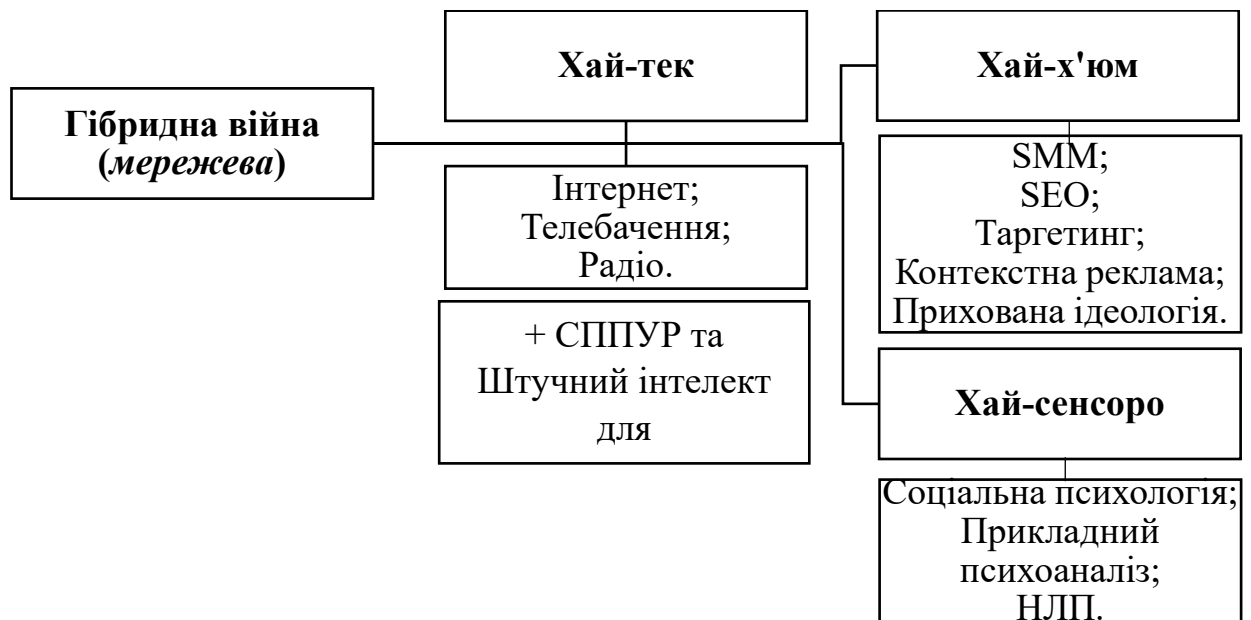 Гібридна війна
(мережева)
Хай-тек
Інтернет;
Телебачення;
Радіо.
+ СППУР та
Штучний інтелект
для
Хай-х'юм
SMM;
SEO;
Таргетинг;
Контекстна реклама;
Прихована ідеологія.
Хай-сенсоро
Соціальна психологія;
Прикладний
психоаналіз;
НЛП.